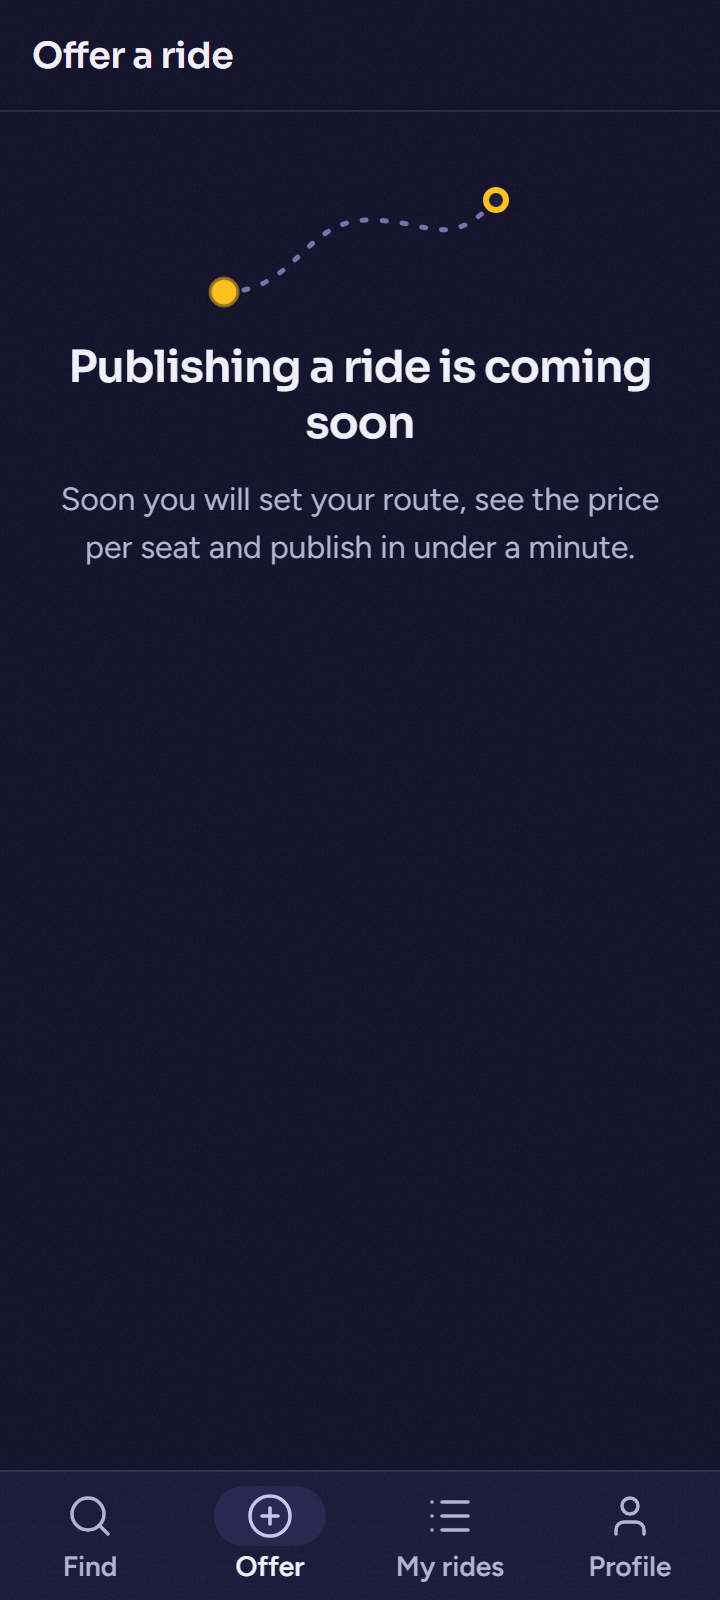 Offer a ride
Publishing a ride is coming
soon
Soon you will set your route, see the price
per seat and publish in under a minute.
Find
Offer
My rides
Profile